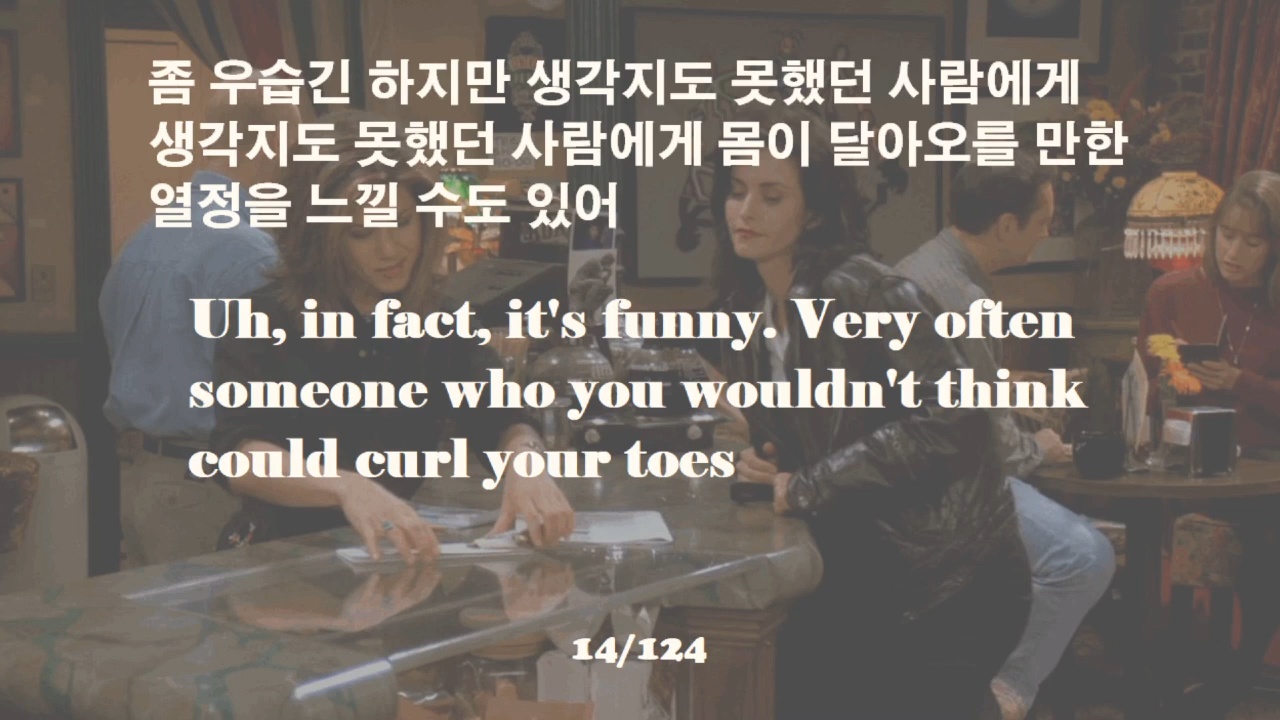 좀 우습긴 하지만 생각지도 못했던 사람에게
생각지도 못했던 사람에게 몸이 달아오를 만한
열정을 느낄 수도 있어
Uh, in fact, it's funny. Very often
someone who you wouldn't think
could curl your toes
14/124